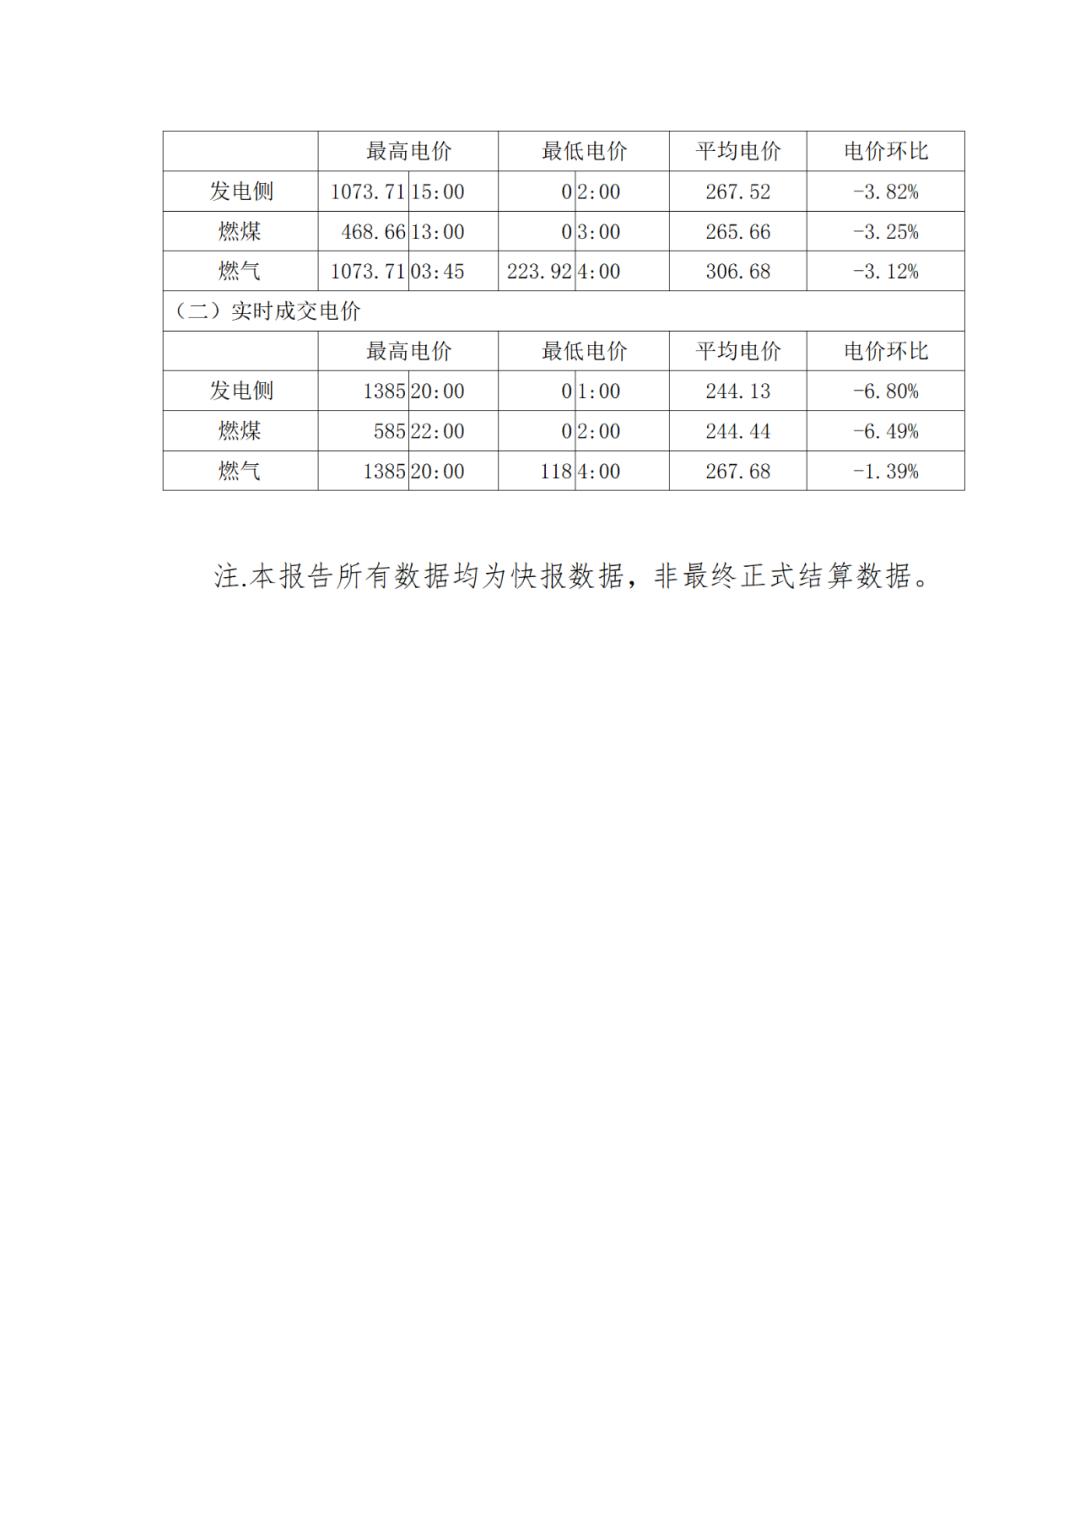 最高电价 最低电价 平均电价 电价环比
发电侧 1073.71 15:00 0 2:00 267.52 -3.82%
燃煤 468.66 13:00 0 3:00 265.66 -3.25%
燃气 1073.71 03:45 223.92 4:00 306.68 -3.12%
（二）实时成交电价
最高电价 最低电价 平均电价 电价环比
发电侧 1385 20:00 0 1:00 244.13 -6.80%
燃煤 585 22:00 0 2:00 244.44 -6.49%
燃气 1385 20:00 118 4:00 267.68 -1.39%
注.本报告所有数据均为快报数据，非最终正式结算数据。